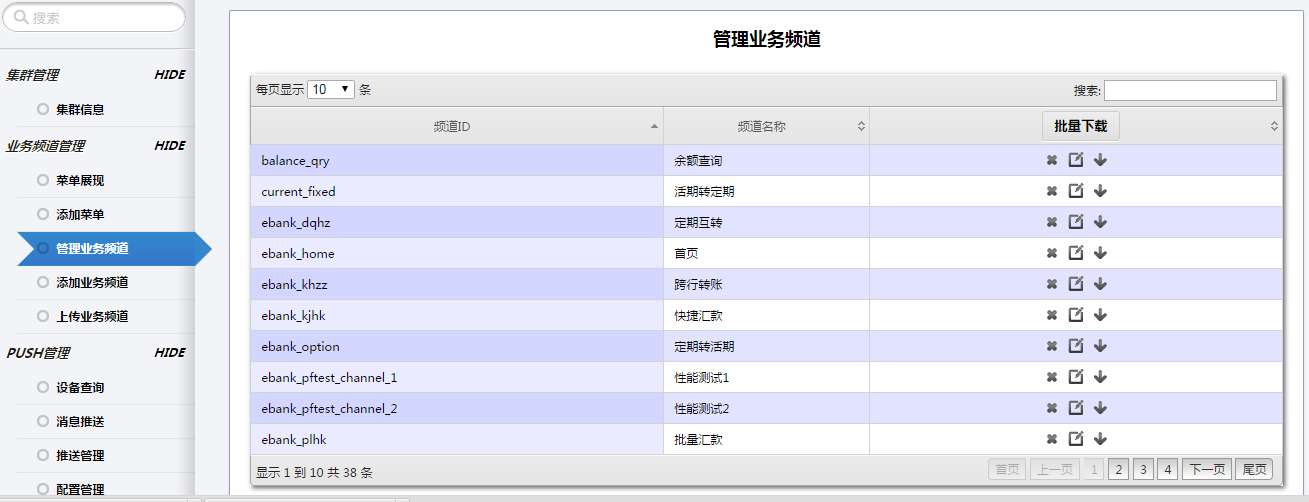 搜索
集群管理 HIDE
集群信息
业务频道管理 HIDE
菜单展现
添加菜单
管理业务频道
添加业务频道
上传业务频道
PUSH管理 HIDE
设备查询
消息推送
推送管理
配置管理
管理业务频道
每页显示 10 条 搜索:
频道ID 频道名称 批量下载
balance_qry 余额查询
current_fixed 活期转定期
ebank_dqhz 定期互转
ebank_home 首页
ebank_khzz 跨行转账
ebank_kjhk 快捷汇款
ebank_option 定期转活期
ebank_pftest_channel_1 性能测试1
ebank_pftest_channel_2 性能测试2
ebank_plhk 批量汇款
显示 1 到 10 共 38 条 首页 上一页 1 2 3 4 下一页 尾页